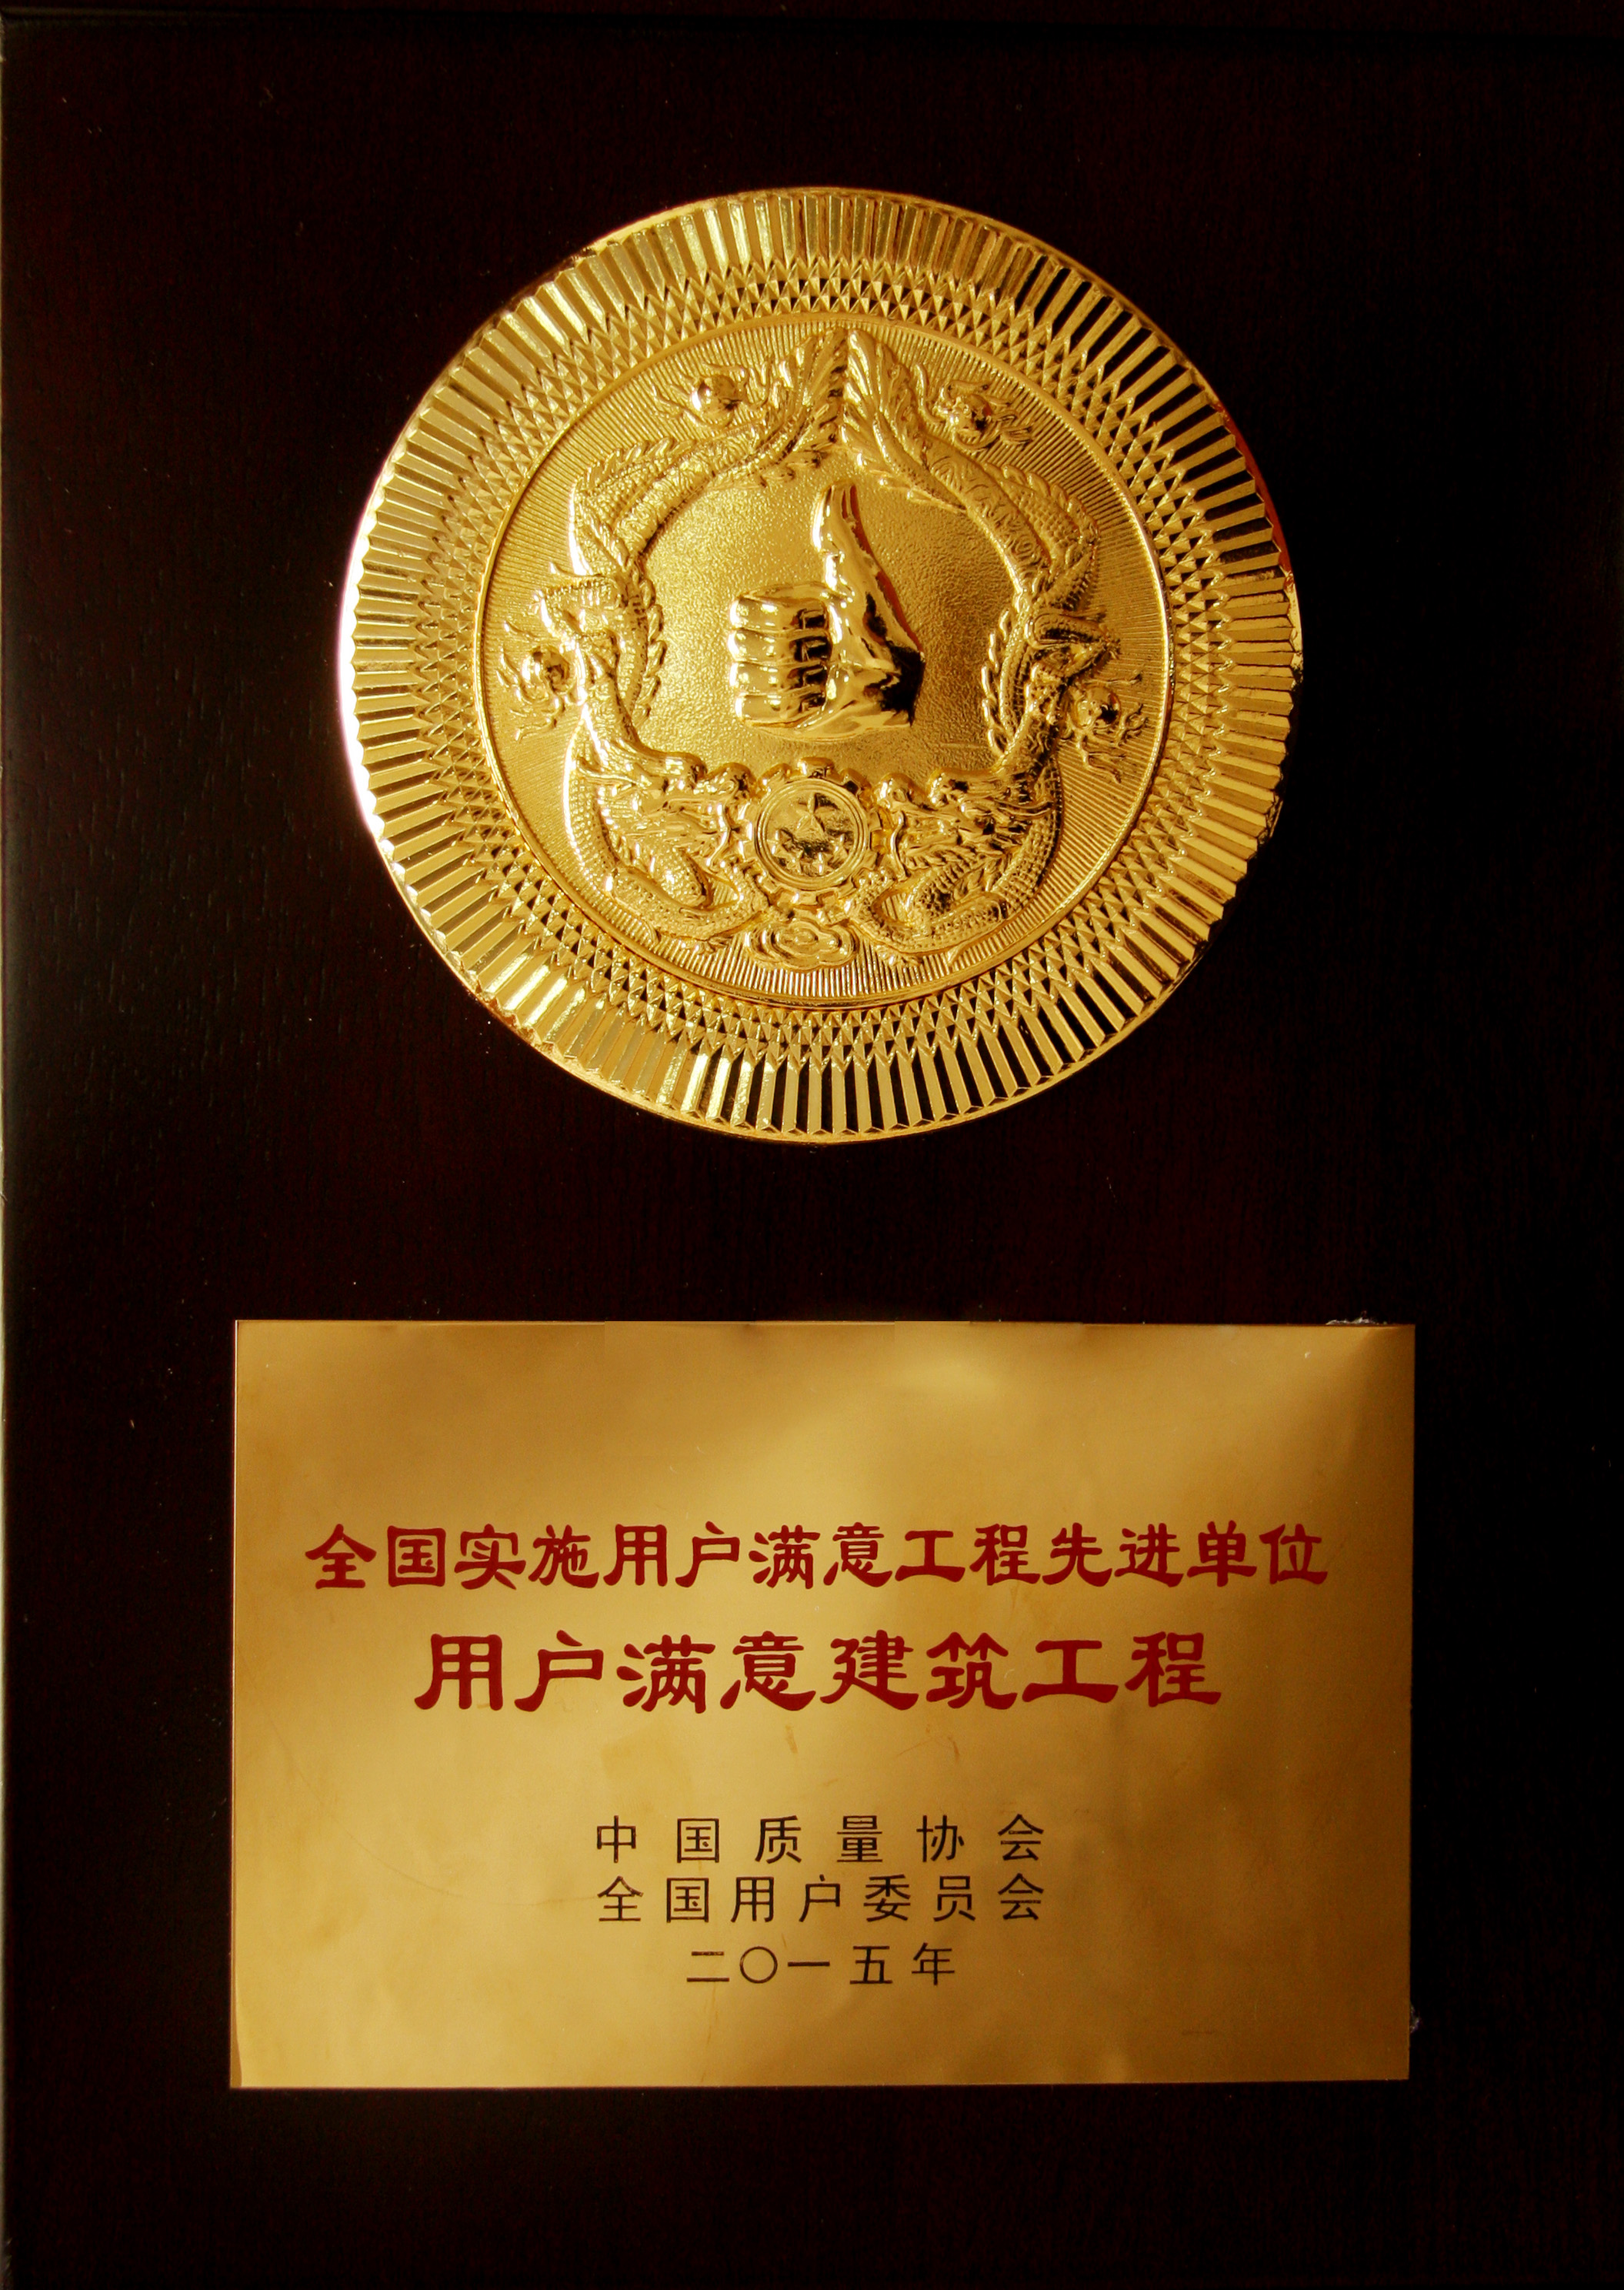 全国实施用户满意工程先进单位
用户满意建筑工程
中国质量协会
全国用户委员会
二〇一五年